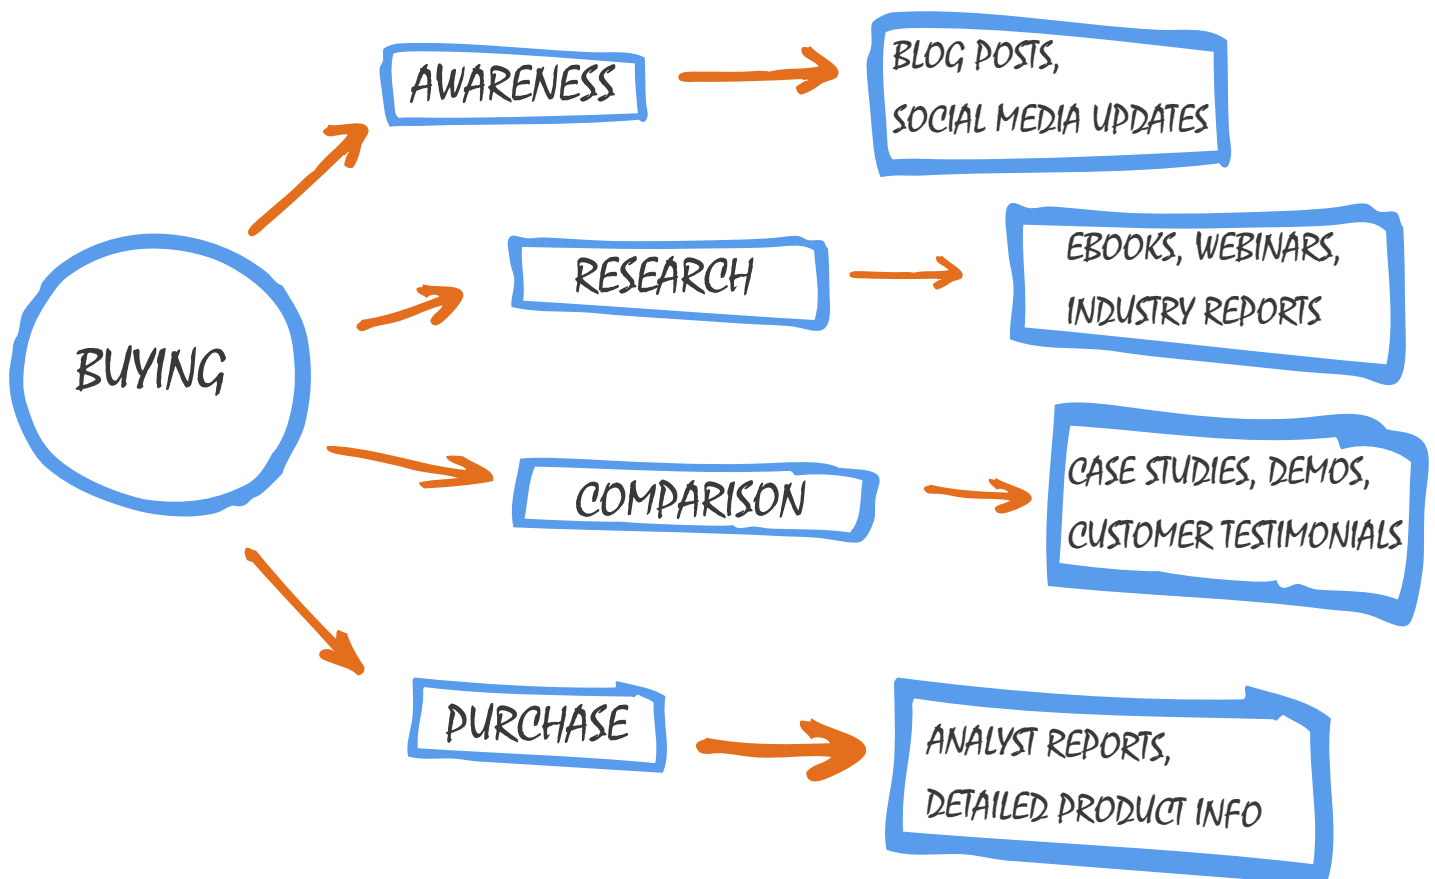 AWARENESS
BLOG POSTS,
SOCIAL MEDIA UPDATES
RESEARCH
EBOOKS, WEBINARS,
INDUSTRY REPORTS
BUYING
COMPARISON
CASE STUDIES, DEMOS,
CUSTOMER TESTIMONIALS
PURCHASE
ANALYST REPORTS,
DETAILED PRODUCT INFO